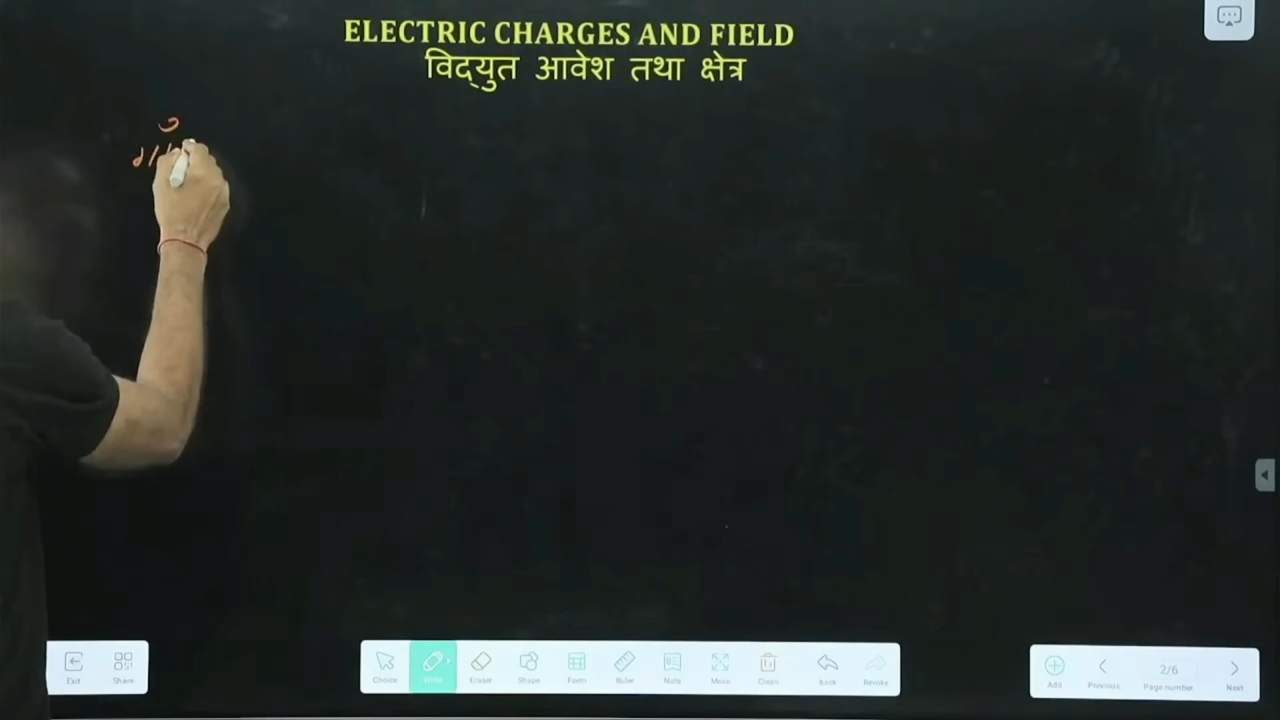 ELECTRIC CHARGES AND FIELD
विद्‌युत आवेश तथा क्षेत्र
Exit
Share
Choice
Write
Eraser
Shape
Form
Ruler
Note
Move
Clean
Back
Revoke
Add
Previous
2/6
Page number
Next